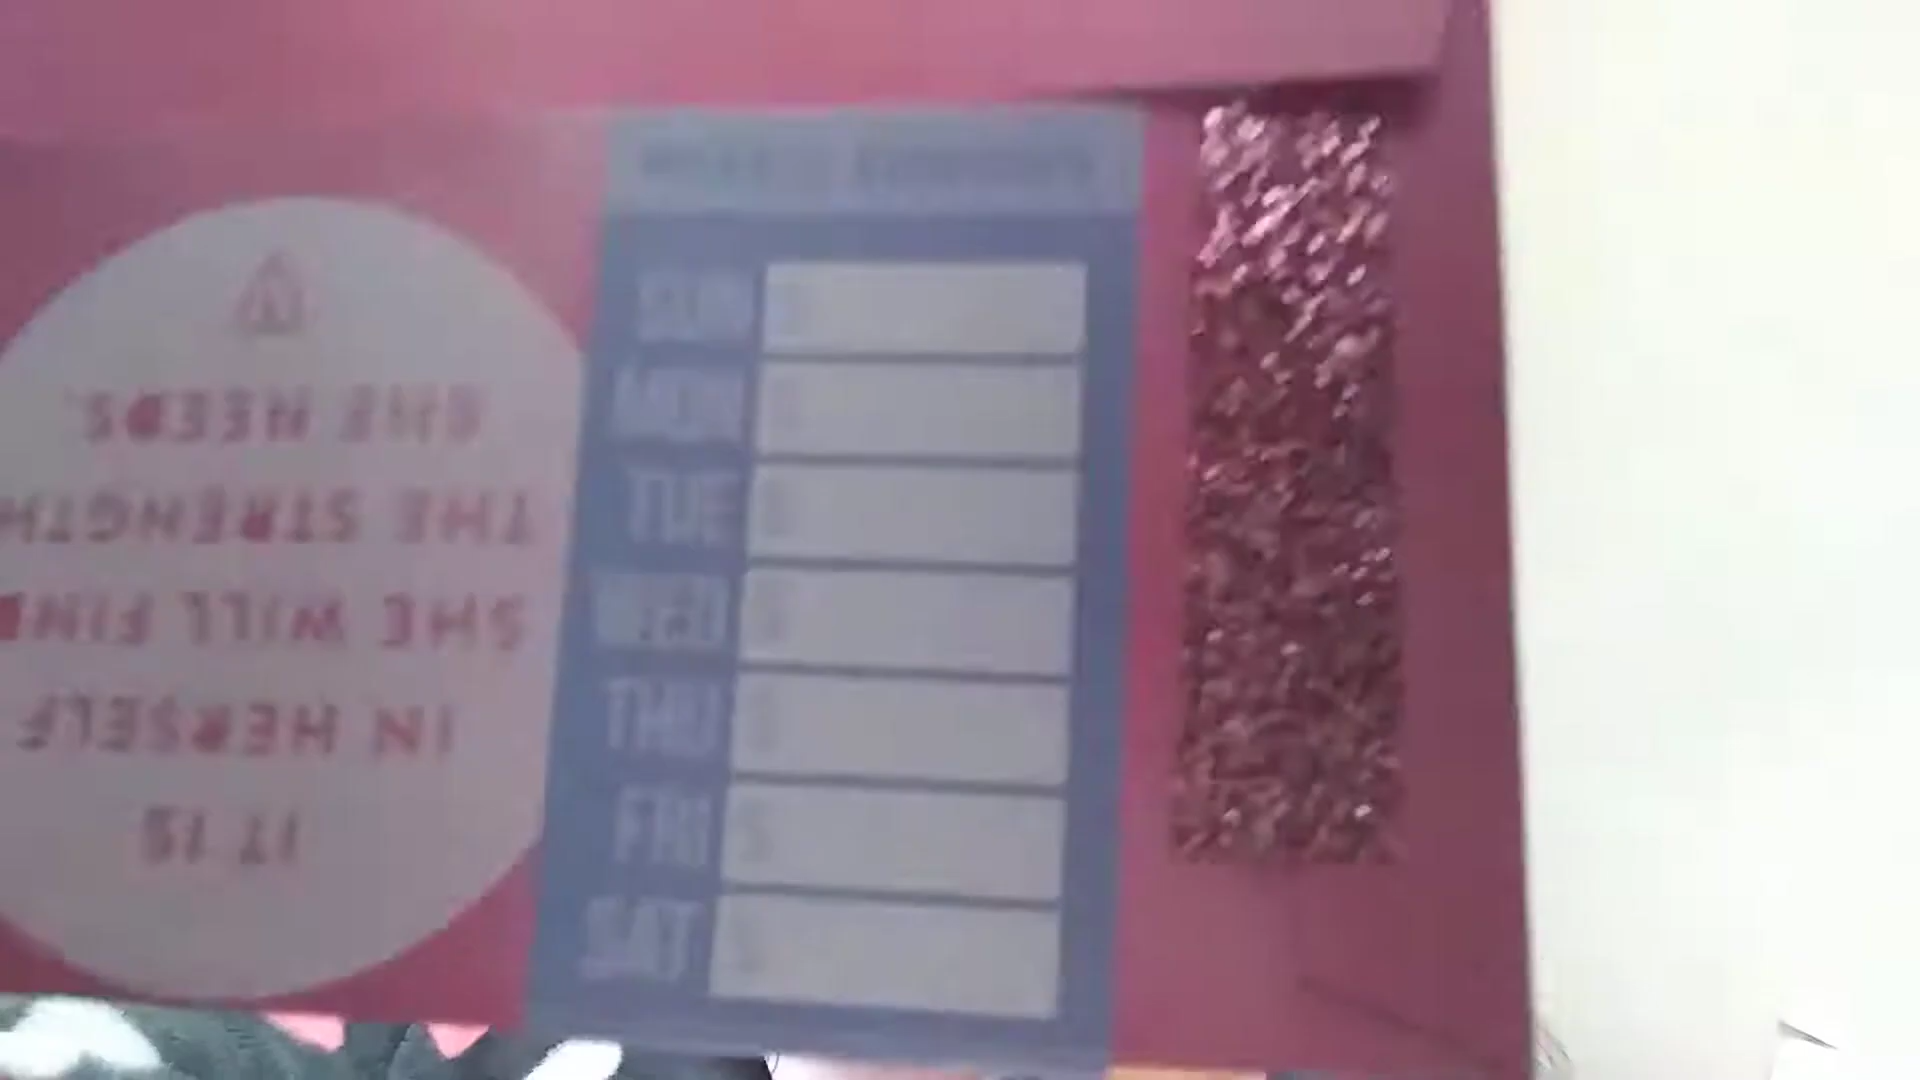 IT IS
IN HERSELF
SHE WILL FIND
THE STRENGTH
SHE NEEDS.
SUN
MON
TUE
WED
THU
FRI
SAT